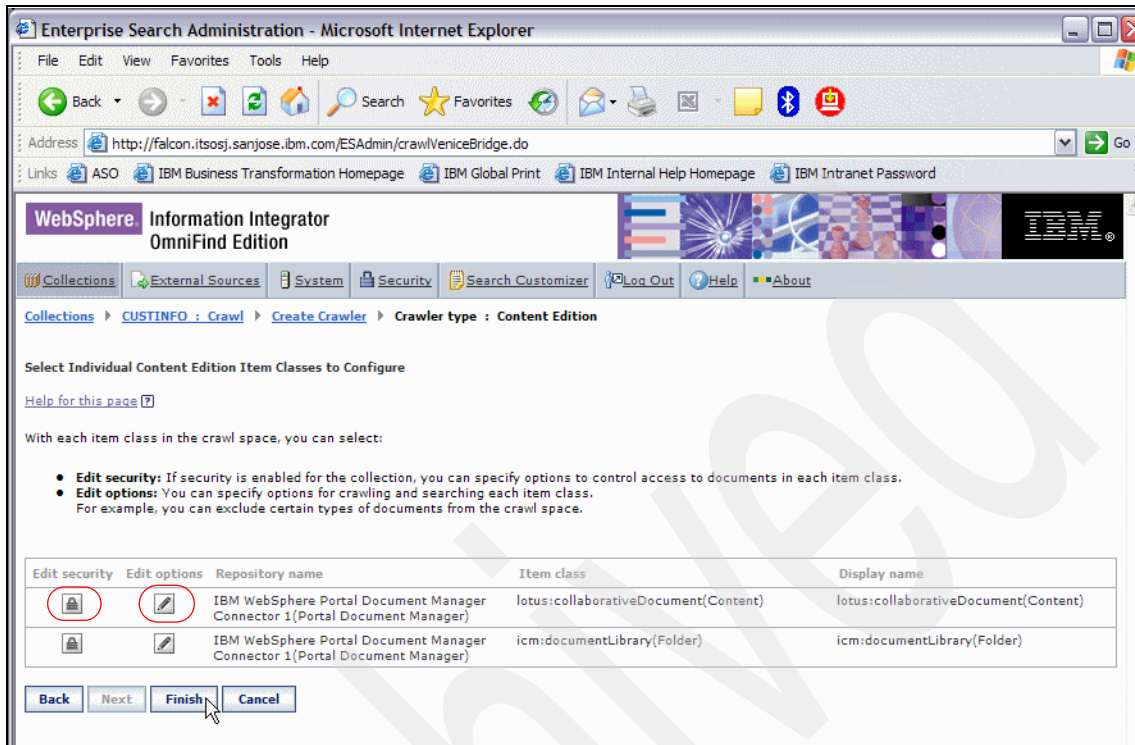 Enterprise Search Administration - Microsoft Internet Explorer
File Edit View Favorites Tools Help
Back Search Favorites
Address http://falcon.itsosj.sanjose.ibm.com/ESAdmin/crawlVeniceBridge.do Go
Links ASO IBM Business Transformation Homepage IBM Global Print IBM Internal Help Homepage IBM Intranet Password
WebSphere. Information Integrator
OmniFind Edition
IBM®
Collections External Sources System Security Search Customizer Log Out Help About
Collections CUSTINFO : Crawl Create Crawler Crawler type : Content Edition
Select Individual Content Edition Item Classes to Configure
Help for this page ?
With each item class in the crawl space, you can select:
• Edit security: If security is enabled for the collection, you can specify options to control access to documents in each item class.
• Edit options: You can specify options for crawling and searching each item class.
For example, you can exclude certain types of documents from the crawl space.
Edit security Edit options Repository name Item class Display name
IBM WebSphere Portal Document Manager lotus:collaborativeDocument(Content) lotus:collaborativeDocument(Content)
Connector 1(Portal Document Manager)
IBM WebSphere Portal Document Manager icm:documentLibrary(Folder) icm:documentLibrary(Folder)
Connector 1(Portal Document Manager)
Back Next Finish Cancel